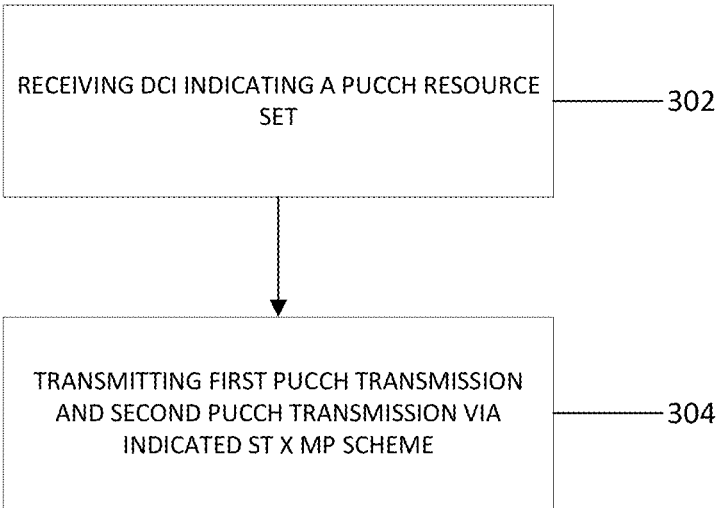 RECEIVING DCI INDICATING A PUCCH RESOURCE
SET
302
TRANSMITTING FIRST PUCCH TRANSMISSION
AND SECOND PUCCH TRANSMISSION VIA
INDICATED ST X MP SCHEME
304